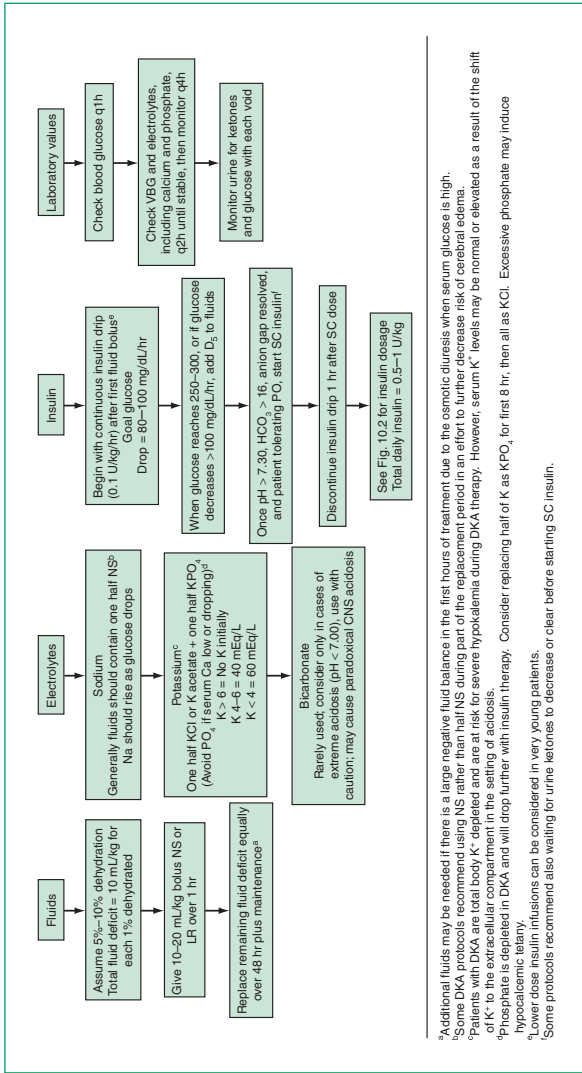 Fluids
Assume 5%–10% dehydration
Total fluid deficit = 10 mL/kg for
each 1% dehydrated
Give 10–20 mL/kg bolus NS or
LR over 1 hr
Replace remaining fluid deficit equally
over 48 hr plus maintenanceᵃ
Electrolytes
Sodium
Generally fluids should contain one half NSᵇ
Na should rise as glucose drops
Potassiumᶜ
One half KCl or K acetate + one half KPO₄
(Avoid PO₄ if serum Ca low or dropping)ᵈ
K > 6 = No K initially
K 4–6 = 40 mEq/L
K < 4 = 60 mEq/L
Bicarbonate
Rarely used; consider only in cases of
extreme acidosis (pH < 7.00), use with
caution; may cause paradoxical CNS acidosis
Insulin
Begin with continuous insulin drip
(0.1 U/kg/hr) after first fluid bolusᵉ
Goal glucose
Drop = 80–100 mg/dL/hr
When glucose reaches 250–300, or if glucose
decreases >100 mg/dL/hr, add D₅ to fluids
Once pH > 7.30, HCO₃ > 16, anion gap resolved,
and patient tolerating PO, start SC insulinᶠ
Discontinue insulin drip 1 hr after SC dose
See Fig. 10.2 for insulin dosage
Total daily insulin = 0.5–1 U/kg
Laboratory values
Check blood glucose q1h
Check VBG and electrolytes,
including calcium and phosphate,
q2h until stable, then monitor q4h
Monitor urine for ketones
and glucose with each void
ᵃAdditional fluids may be needed if there is a large negative fluid balance in the first hours of treatment due to the osmotic diuresis when serum glucose is high.
ᵇSome DKA protocols recommend using NS rather than half NS during part of the replacement period in an effort to further decrease risk of cerebral edema.
ᶜPatients with DKA are total body K⁺ depleted and are at risk for severe hypokalemia during DKA therapy. However, serum K⁺ levels may be normal or elevated as a result of the shift
of K⁺ to the extracellular compartment in the setting of acidosis.
ᵈPhosphate is depleted in DKA and will drop further with insulin therapy. Consider replacing half of K as KPO₄ for first 8 hr, then all as KCl. Excessive phosphate may induce
hypocalcemic tetany.
ᵉLower dose insulin infusions can be considered in very young patients.
ᶠSome protocols recommend also waiting for urine ketones to decrease or clear before starting SC insulin.